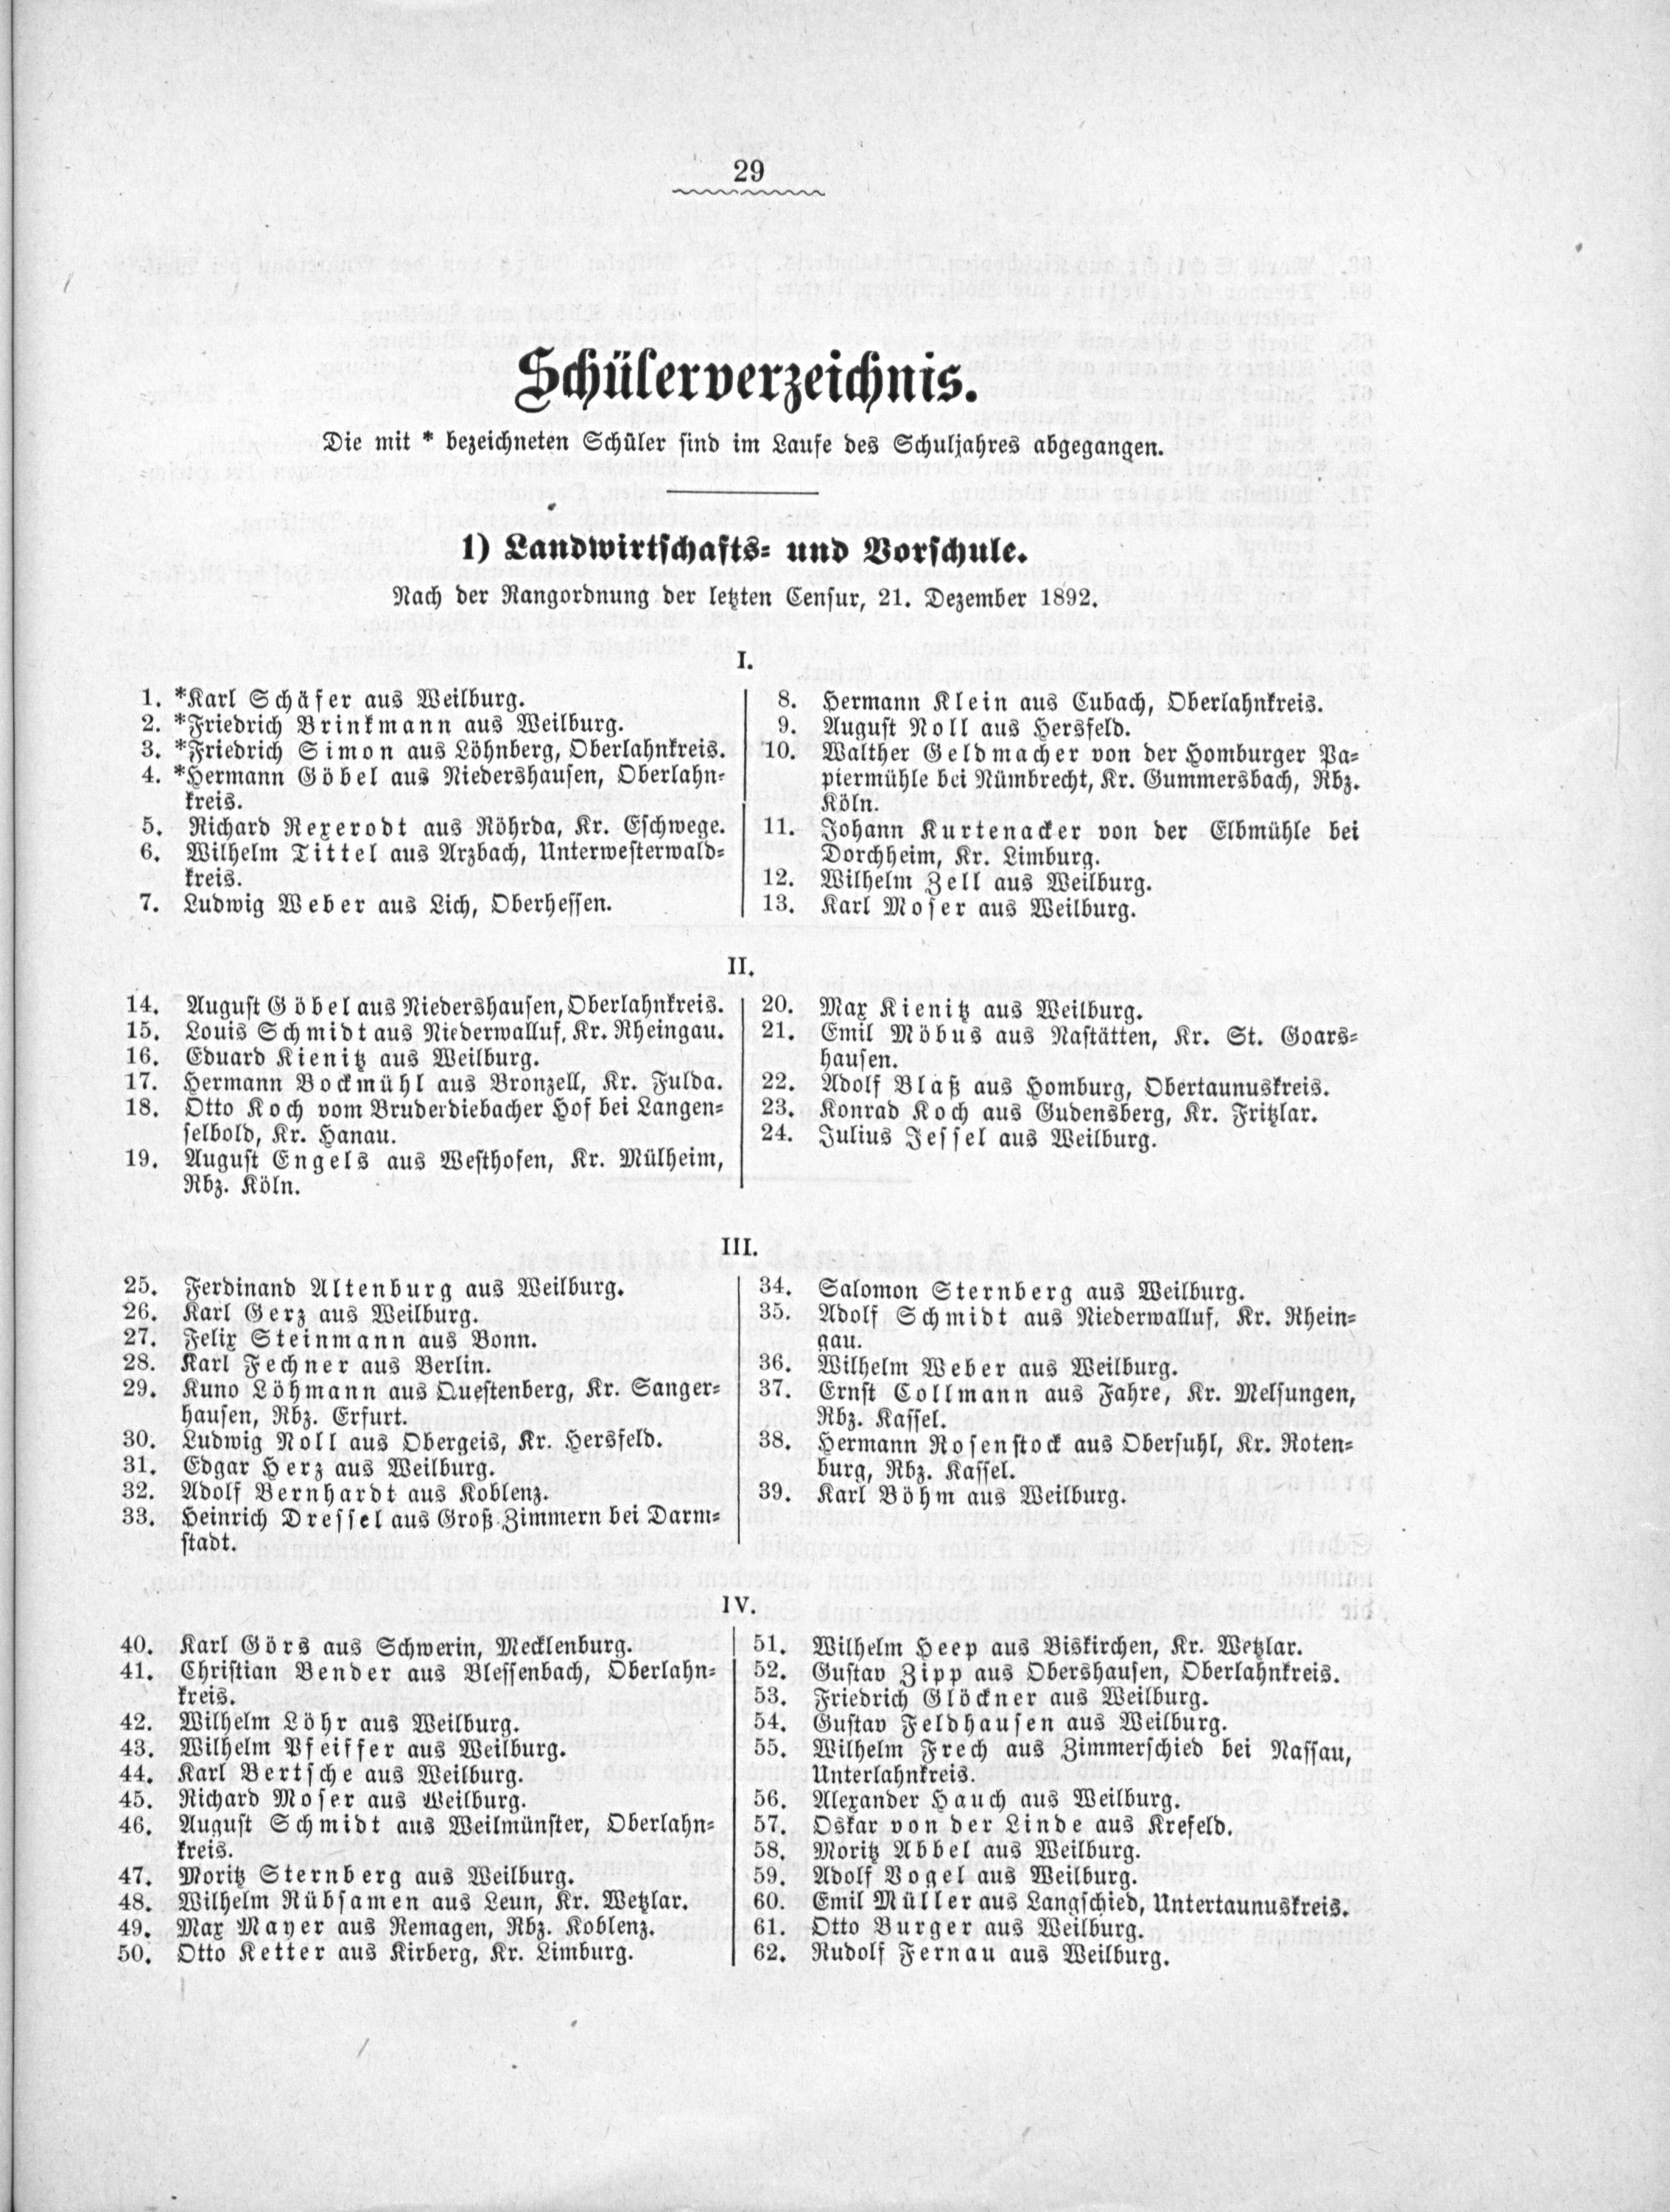 29
Schülerverzeichnis.
Die mit * bezeichneten Schüler sind im Laufe des Schuljahres abgegangen.
1) Landwirtschafts- und Vorschule.
Nach der Rangordnung der letzten Censur, 21. Dezember 1892.
I.
1. *Karl Schäfer aus Weilburg.
2. *Friedrich Brinkmann aus Weilburg.
3. *Friedrich Simon aus Löhnberg, Oberlahnkreis.
4. *Hermann Göbel aus Niedershausen, Oberlahn-
kreis.
5. Richard Rexerodt aus Röhrda, Kr. Eschwege.
6. Wilhelm Tittel aus Arzbach, Unterwesterwald-
kreis.
7. Ludwig Weber aus Lich, Oberhessen.
8. Hermann Klein aus Cubach, Oberlahnkreis.
9. August Noll aus Hersfeld.
10. Walther Geldmacher von der Homburger Pa-
piermühle bei Nümbrecht, Kr. Gummersbach, Rbz.
Köln.
11. Johann Kurtenacker von der Elbmühle bei
Dorchheim, Kr. Limburg.
12. Wilhelm Zell aus Weilburg.
13. Karl Moser aus Weilburg.
II.
14. August Göbel aus Niedershausen, Oberlahnkreis.
15. Louis Schmidt aus Niederwalluf, Kr. Rheingau.
16. Eduard Kienitz aus Weilburg.
17. Hermann Bockmühl aus Bronzell, Kr. Fulda.
18. Otto Koch vom Bruderdiebacher Hof bei Langen-
selbold, Kr. Hanau.
19. August Engels aus Westhofen, Kr. Mülheim,
Rbz. Köln.
20. Max Kienitz aus Weilburg.
21. Emil Möbus aus Nastätten, Kr. St. Goars-
hausen.
22. Adolf Blaß aus Homburg, Obertaunuskreis.
23. Konrad Koch aus Gudensberg, Kr. Fritzlar.
24. Julius Jessel aus Weilburg.
III.
25. Ferdinand Altenburg aus Weilburg.
26. Karl Gerz aus Weilburg.
27. Felix Steinmann aus Bonn.
28. Karl Fechner aus Berlin.
29. Kuno Löhmann aus Questenberg, Kr. Sanger-
hausen, Rbz. Erfurt.
30. Ludwig Noll aus Obergeis, Kr. Hersfeld.
31. Edgar Herz aus Weilburg.
32. Adolf Bernhardt aus Koblenz.
33. Heinrich Dressel aus Groß-Zimmern bei Darm-
stadt.
34. Salomon Sternberg aus Weilburg.
35. Adolf Schmidt aus Niederwalluf, Kr. Rhein-
gau.
36. Wilhelm Weber aus Weilburg.
37. Ernst Collmann aus Fahre, Kr. Melsungen,
Rbz. Kassel.
38. Hermann Rosenstock aus Obersuhl, Kr. Roten-
burg, Rbz. Kassel.
39. Karl Böhm aus Weilburg.
IV.
40. Karl Görs aus Schwerin, Mecklenburg.
41. Christian Bender aus Blessenbach, Oberlahn-
kreis.
42. Wilhelm Löhr aus Weilburg.
43. Wilhelm Pfeiffer aus Weilburg.
44. Karl Bertsche aus Weilburg.
45. Richard Moser aus Weilburg.
46. August Schmidt aus Weilmünster, Oberlahn-
kreis.
47. Moritz Sternberg aus Weilburg.
48. Wilhelm Rübsamen aus Leun, Kr. Wetzlar.
49. Max Mayer aus Remagen, Rbz. Koblenz.
50. Otto Ketter aus Kirberg, Kr. Limburg.
51. Wilhelm Heep aus Biskirchen, Kr. Wetzlar.
52. Gustav Zipp aus Obershausen, Oberlahnkreis.
53. Friedrich Glöckner aus Weilburg.
54. Gustav Feldhausen aus Weilburg.
55. Wilhelm Frech aus Zimmerschied bei Nassau,
Unterlahnkreis.
56. Alexander Hauch aus Weilburg.
57. Oskar von der Linde aus Krefeld.
58. Moritz Abbel aus Weilburg.
59. Adolf Vogel aus Weilburg.
60. Emil Müller aus Langschied, Untertaunuskreis.
61. Otto Burger aus Weilburg.
62. Rudolf Fernau aus Weilburg.